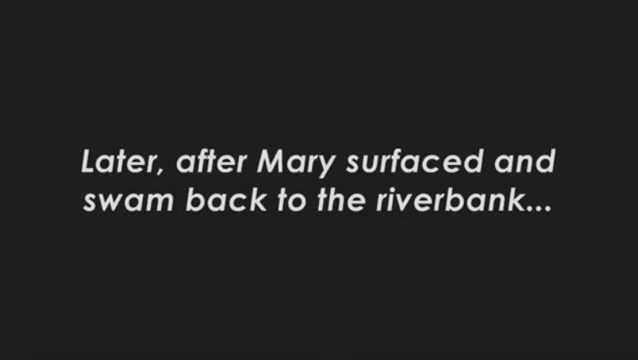 Later, after Mary surfaced and
swam back to the riverbank...